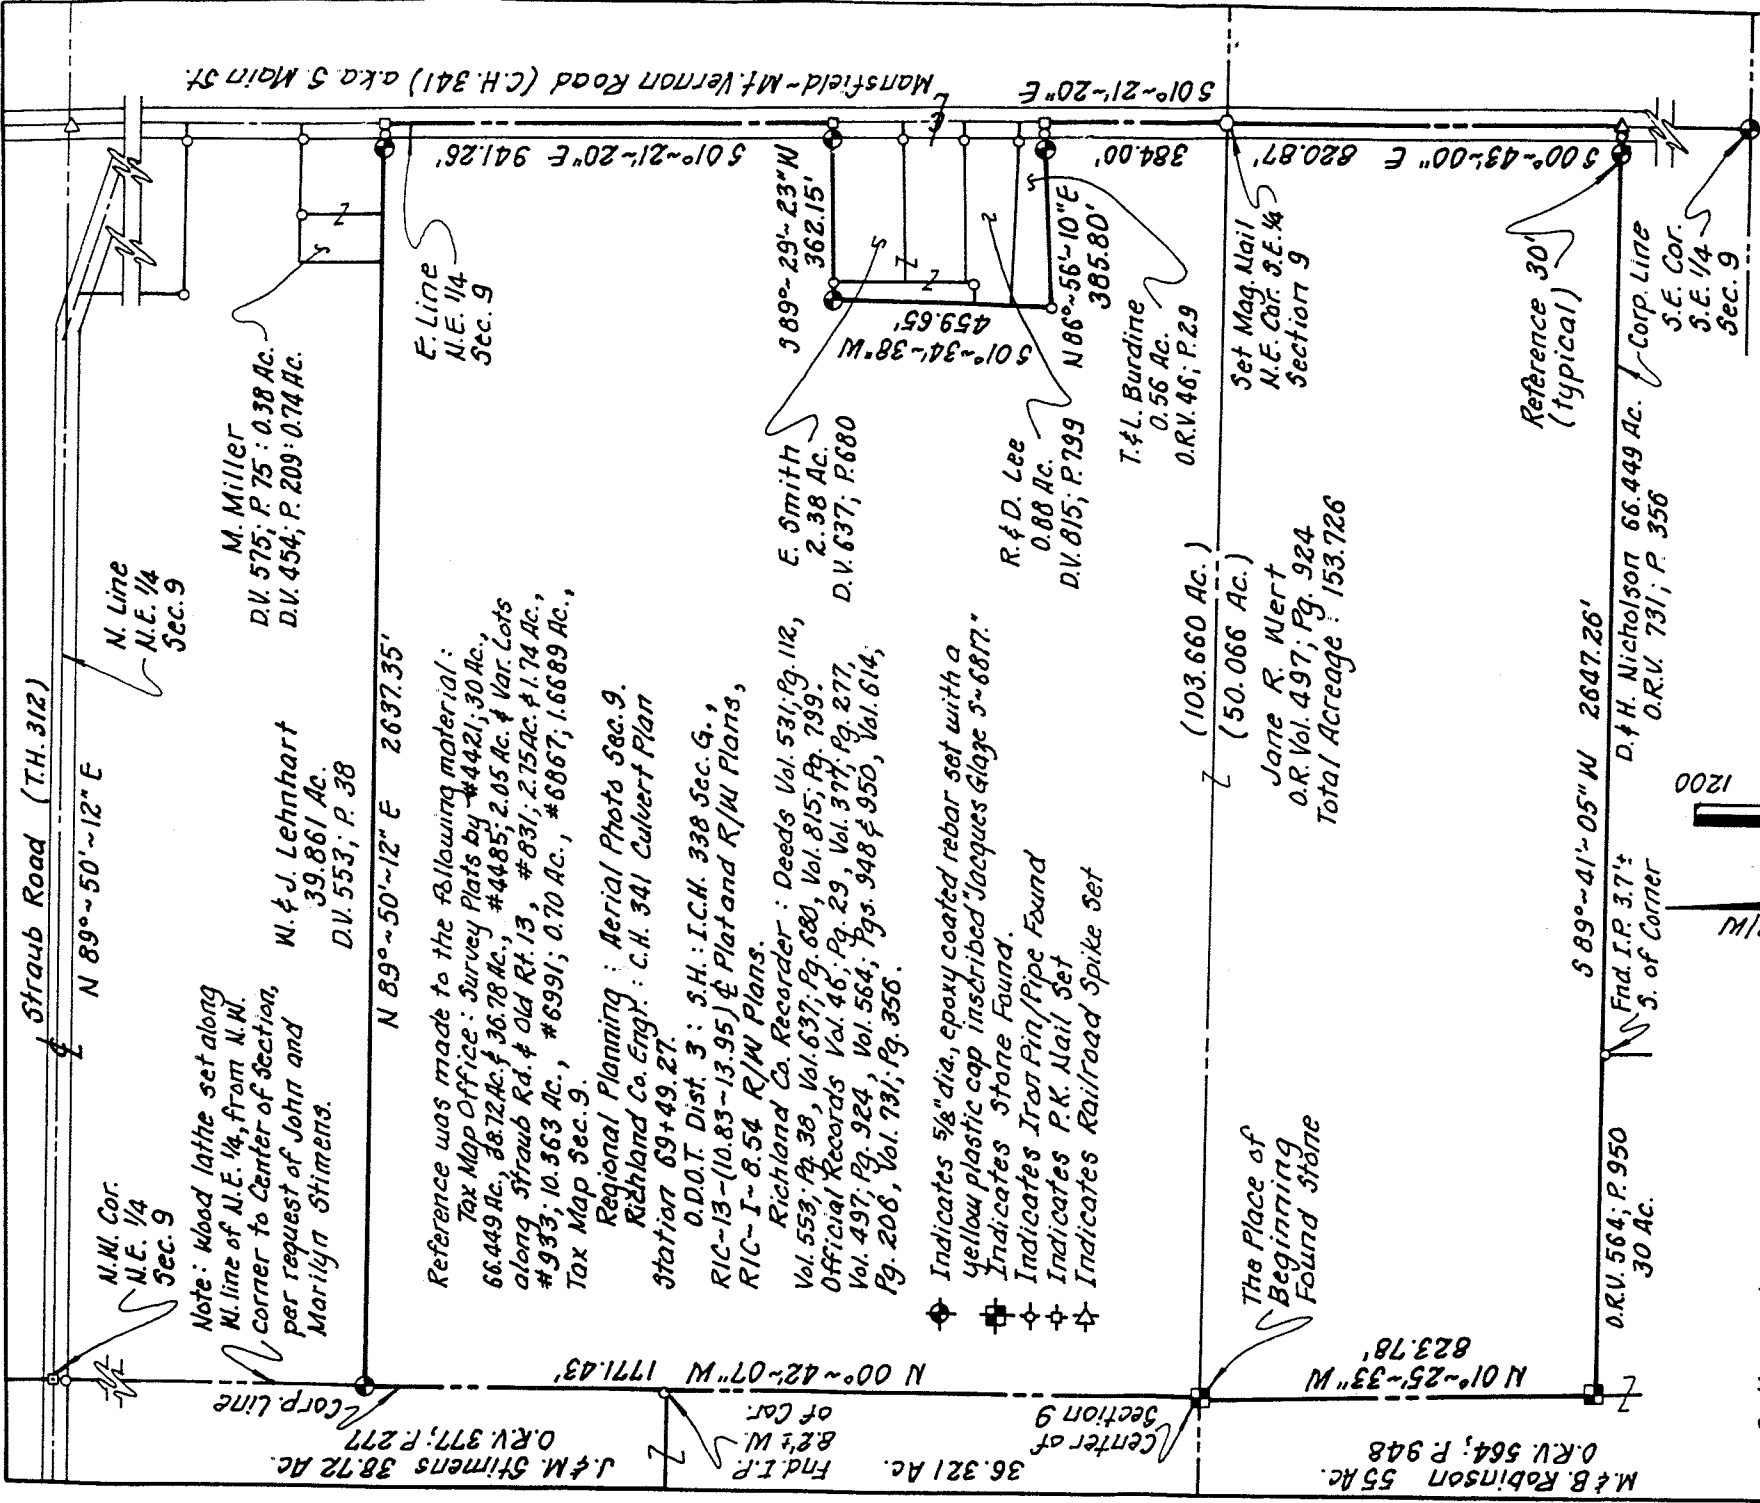 Straub Road (T.H. 312)
N 89°~50'~12" E
N. Line
N.E. 1/4
Sec. 9
N.W. Cor.
N.E. 1/4
Sec. 9
Note: Wood lathe set along
W. line of N.E. 1/4, from N.W.
corner to Center of Section,
per request of John and
Marilyn Stimens.
W. & J. Lehnhart
39.861 Ac.
D.V. 553; P. 38
M. Miller
D.V. 575; P. 75 : 0.38 Ac.
D.V. 454; P. 209 : 0.74 Ac.
Mansfield~Mt. Vernon Road (C.H. 341) a.k.a. S. Main St.
N 89°~50'~12" E 2637.35'
E. Line
N.E. 1/4
Sec. 9
S 01°~21'~20" E 941.26'
Reference was made to the following material:
Tax Map Office : Survey Plats by #4421; 30 Ac.,
66.449 Ac., 38.72 Ac. & 36.78 Ac., #4485; 2.05 Ac. & Var. Lots
along Straub Rd. & Old Rt. 13, #831; 2.75 Ac. & 1.74 Ac.,
#933; 10.363 Ac., #6991; 0.70 Ac., #6867; 1.6689 Ac.,
Tax Map Sec. 9.
Regional Planning : Aerial Photo Sec. 9.
Richland Co. Engr. : C.H. 341 Culvert Plan
Station 69+49.27.
O.D.O.T. Dist. 3 : S.H. : I.C.H. 338 Sec. G.,
RIC~13~(10.83~13.95) ℄ Plat and R/W Plans,
RIC~I~8.54 R/W Plans.
Richland Co. Recorder : Deeds Vol. 531; Pg. 112,
Vol. 553; Pg. 38, Vol. 637; Pg. 680, Vol. 815; Pg. 799.
Official Records Vol. 46; Pg. 29, Vol. 377; Pg. 277,
Vol. 497; Pg. 924, Vol. 564; Pgs. 948 & 950, Vol. 614;
Pg. 206, Vol. 731; Pg. 356.
Indicates 5/8" dia., epoxy coated rebar set with a
yellow plastic cap inscribed "Jacques Glaze S~6817."
Indicates Stone Found.
Indicates Iron Pin/Pipe Found
Indicates P.K. Nail Set
Indicates Railroad Spike Set
S 89°~29'~23" W
362.15'
S 01°~34'~38" W
459.65'
N 86°~56'~10" E
385.80'
E. Smith
2.38 Ac.
D.V. 637; P. 680
R. & D. Lee
0.88 Ac.
D.V. 815; P. 799
T. & L. Burdine
0.56 Ac.
O.R.V. 46; P. 29
S 01°~21'~20" E
384.00'
J. & M. Stimens 38.72 Ac.
O.R.V. 377; P. 277
Corp. Line
N 00°~42'~07" W 1771.43'
Fnd. I.P.
8.2'± W.
of Cor.
36.321 Ac.
Center of
Section 9
(103.660 Ac.)
(50.066 Ac.)
Jane R. Wert
O.R. Vol. 497; Pg. 924
Total Acreage : 153.726
Set Mag. Nail
N.E. Cor. S.E. 1/4
Section 9
S 00°~43'~00" E 820.87'
The Place of
Beginning
Found Stone
N 01°~25'~33" W
823.78'
M. & B. Robinson 55 Ac.
O.R.V. 564; P. 948
Reference 30'
(typical)
S 89°~41'~05" W 2647.26'
O.R.V. 564; P. 950
30 Ac.
Fnd. I.P. 3.7'±
S. of Corner
D. & H. Nicholson 66.449 Ac.
O.R.V. 731; P. 356
Corp. Line
S.E. Cor.
S.E. 1/4
Sec. 9
1200